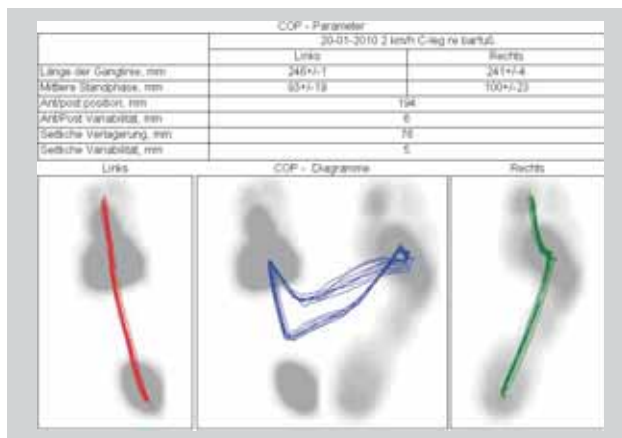 COP - Parameter
20-01-2010 2 km/h C-leg re barfuß
Links Rechts
Länge der Ganglinie, mm 246+/-1 241+/-4
Mittlere Standphase, mm 93+/-19 100+/-23
Ant/post position, mm 194
Ant/Post Variabilität, mm 6
Seitliche Verlagerung, mm 76
Seitliche Variabilität, mm 5
Links COP - Diagramme Rechts